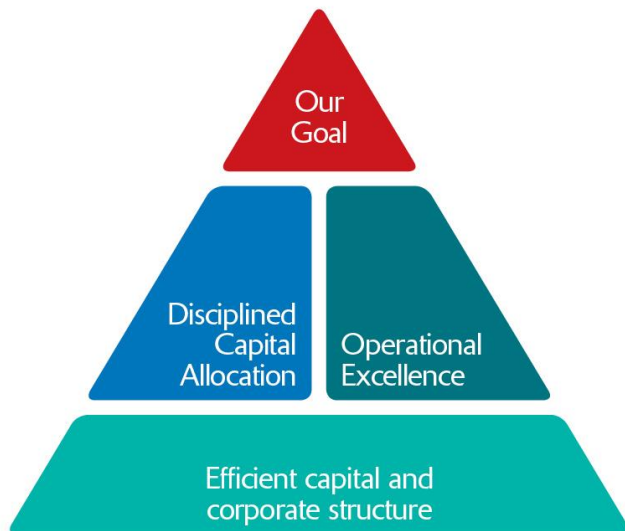 Our
Goal
Disciplined
Capital
Allocation
Operational
Excellence
Efficient capital and
corporate structure